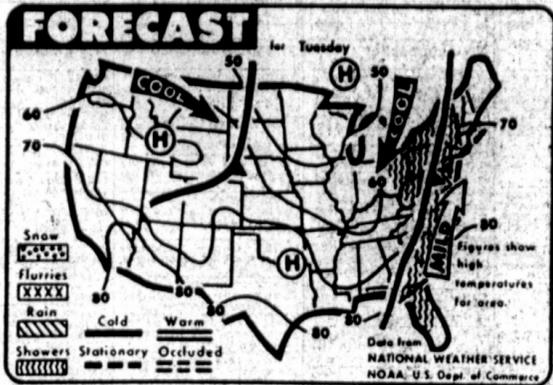 FORECAST
for Tuesday
50
H
50
COOL
COOL
60
70
H
70
60
80
MILD
H
Figures show
high
temperatures
for area.
Snow
Flurries
Rain
Showers
80
80
80
80
80
Cold
Warm
Stationary
Occluded
Data from
NATIONAL WEATHER SERVICE
NOAA, U.S. Dept. of Commerce